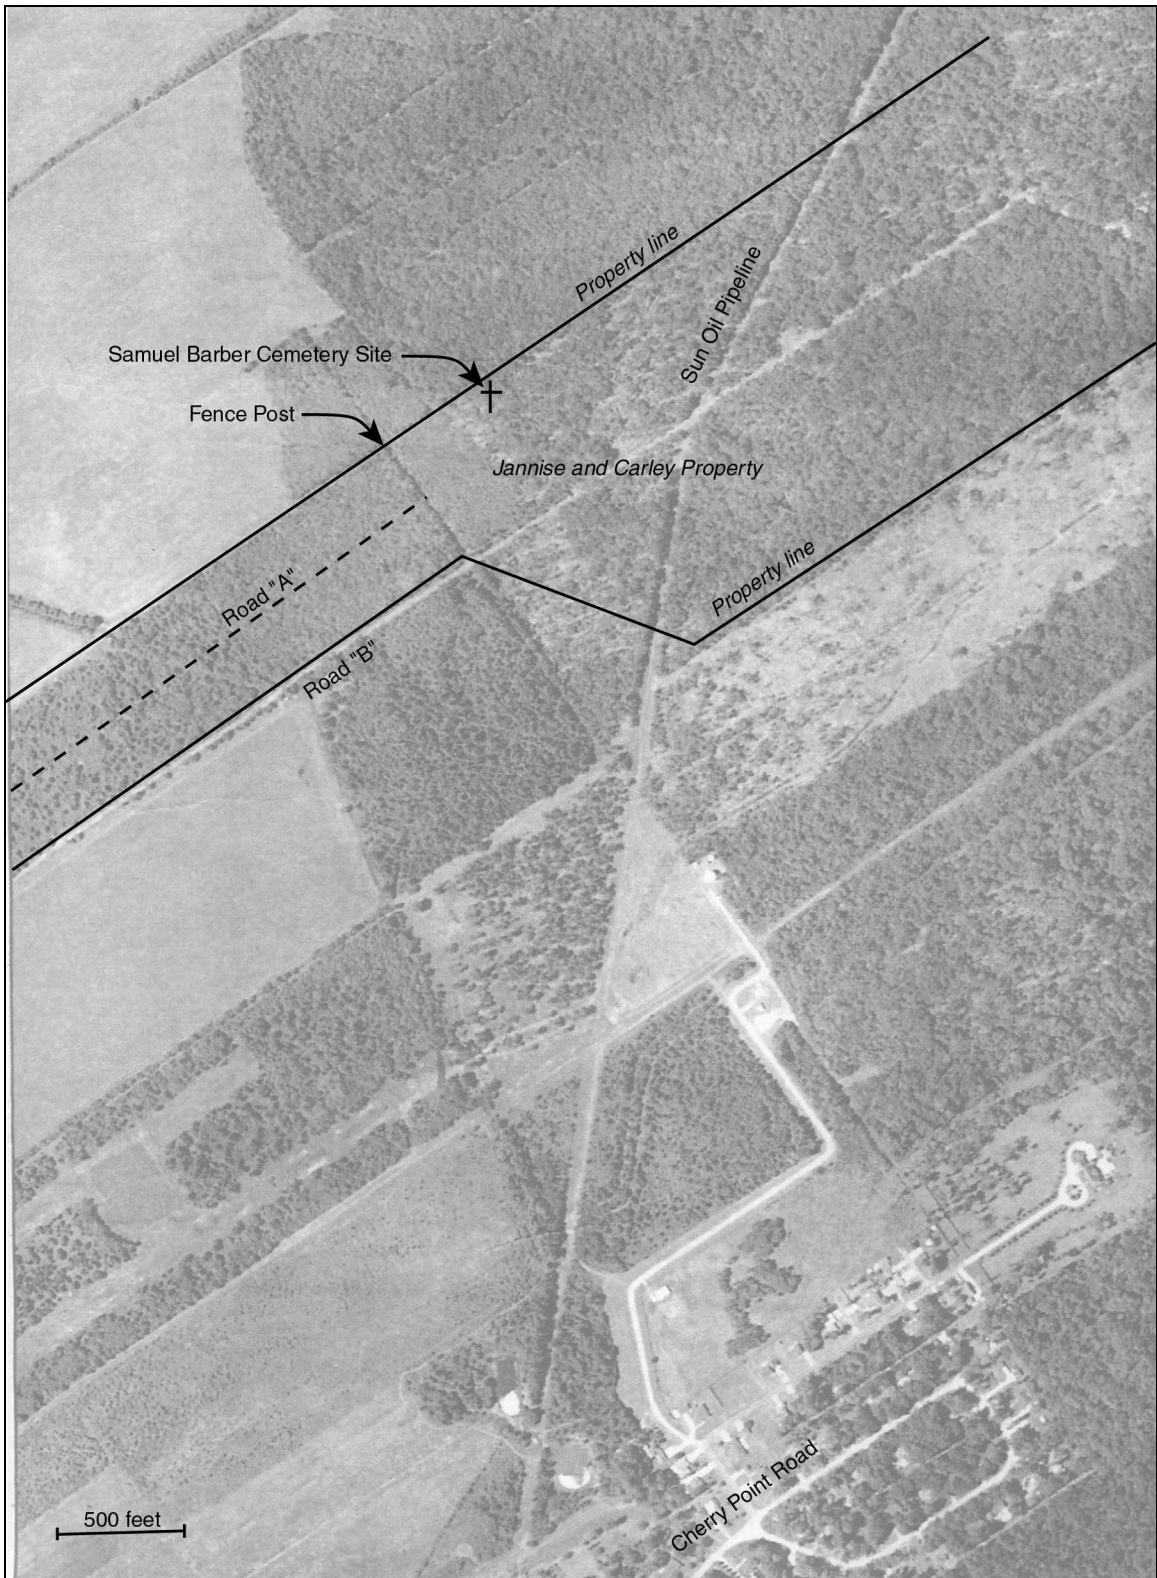 Property line
Sun Oil Pipeline
Samuel Barber Cemetery Site
Fence Post
Jannise and Carley Property
Property line
Road "A"
Road "B"
Cherry Point Road
500 feet